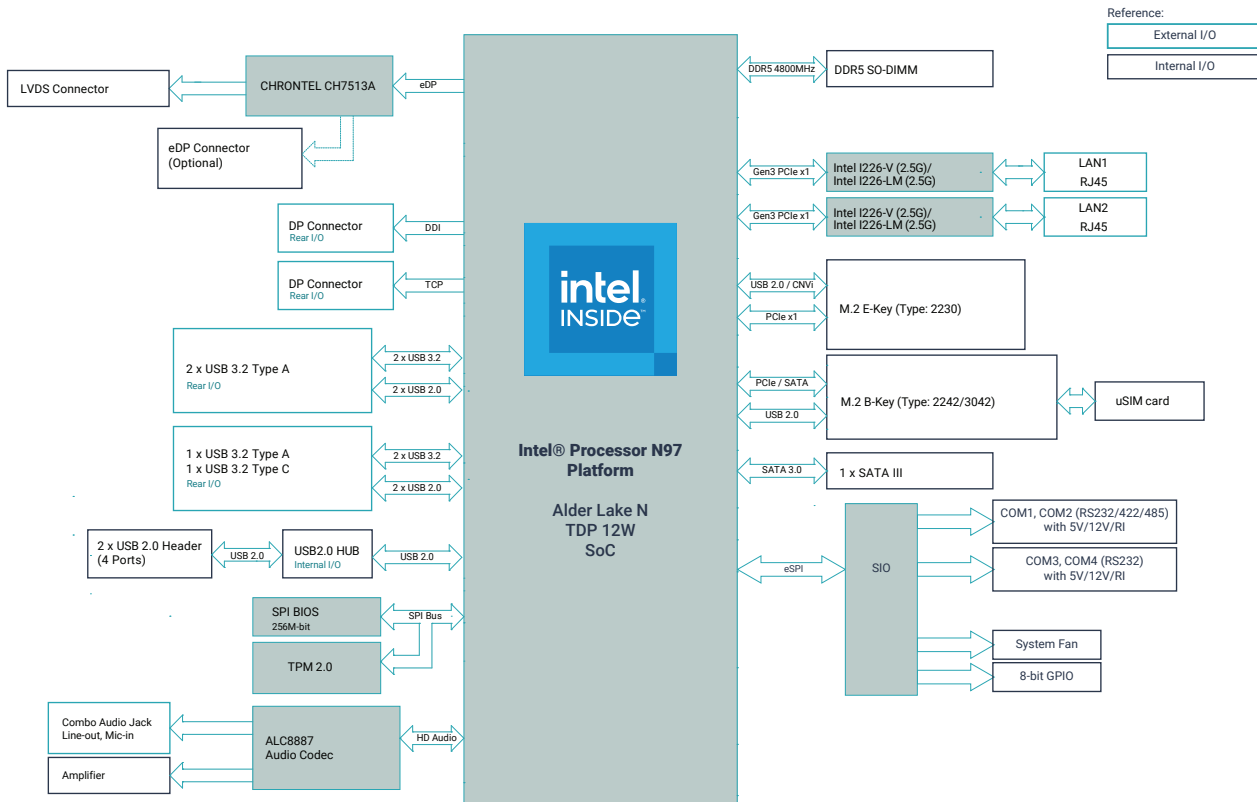 Reference:
External I/O
Internal I/O
LVDS Connector
CHRONTEL CH7513A
eDP
eDP Connector
(Optional)
DP Connector
Rear I/O
DDI
DP Connector
Rear I/O
TCP
2 x USB 3.2 Type A
Rear I/O
2 x USB 3.2
2 x USB 2.0
1 x USB 3.2 Type A
1 x USB 3.2 Type C
Rear I/O
2 x USB 3.2
2 x USB 2.0
2 x USB 2.0 Header
(4 Ports)
USB 2.0
USB2.0 HUB
Internal I/O
USB 2.0
SPI BIOS
256M-bit
SPI Bus
TPM 2.0
Combo Audio Jack
Line-out, Mic-in
Amplifier
ALC8887
Audio Codec
HD Audio
intel.
INSIDE™
Intel® Processor N97
Platform
Alder Lake N
TDP 12W
SoC
DDR5 4800MHz
DDR5 SO-DIMM
Gen3 PCIe x1
Intel I226-V (2.5G)/
Intel I226-LM (2.5G)
LAN1
RJ45
Gen3 PCIe x1
Intel I226-V (2.5G)/
Intel I226-LM (2.5G)
LAN2
RJ45
USB 2.0 / CNVi
PCIe x1
M.2 E-Key (Type: 2230)
PCIe / SATA
USB 2.0
M.2 B-Key (Type: 2242/3042)
uSIM card
SATA 3.0
1 x SATA III
eSPI
SIO
COM1, COM2 (RS232/422/485)
with 5V/12V/RI
COM3, COM4 (RS232)
with 5V/12V/RI
System Fan
8-bit GPIO